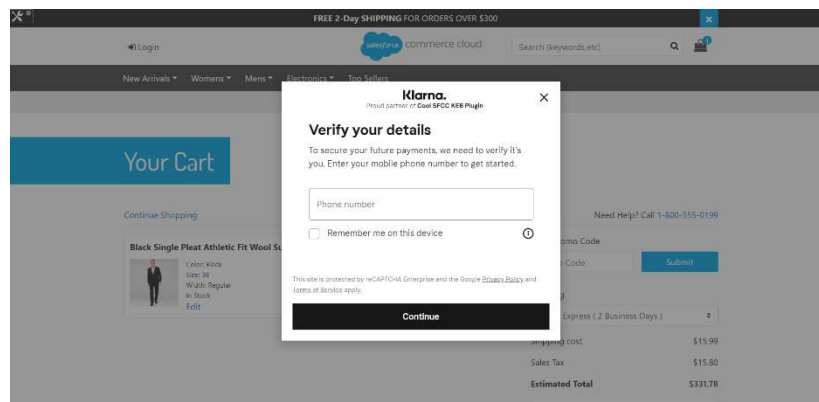 FREE 2-Day SHIPPING FOR ORDERS OVER $300
Login
salesforce commerce cloud
Search (keywords,etc)
1
New Arrivals Womens Mens Electronics Top Sellers
Klarna.
Proud partner of Cool SFCC KEB Plugin
Verify your details
To secure your future payments, we need to verify it's
you. Enter your mobile phone number to get started.
Your Cart
Phone number
Continue Shopping
Need Help? Call 1-800-555-0199
Remember me on this device
omo Code
Black Single Pleat Athletic Fit Wool Su
Code
Submit
Color: Black
Size: 39
Width: Regular
In Stock
Edit
This site is protected by reCAPTCHA Enterprise and the Google Privacy Policy and
Terms of Service apply.
g
Continue
Express ( 2 Business Days )
Shipping cost $15.99
Sales Tax $15.80
Estimated Total $331.78